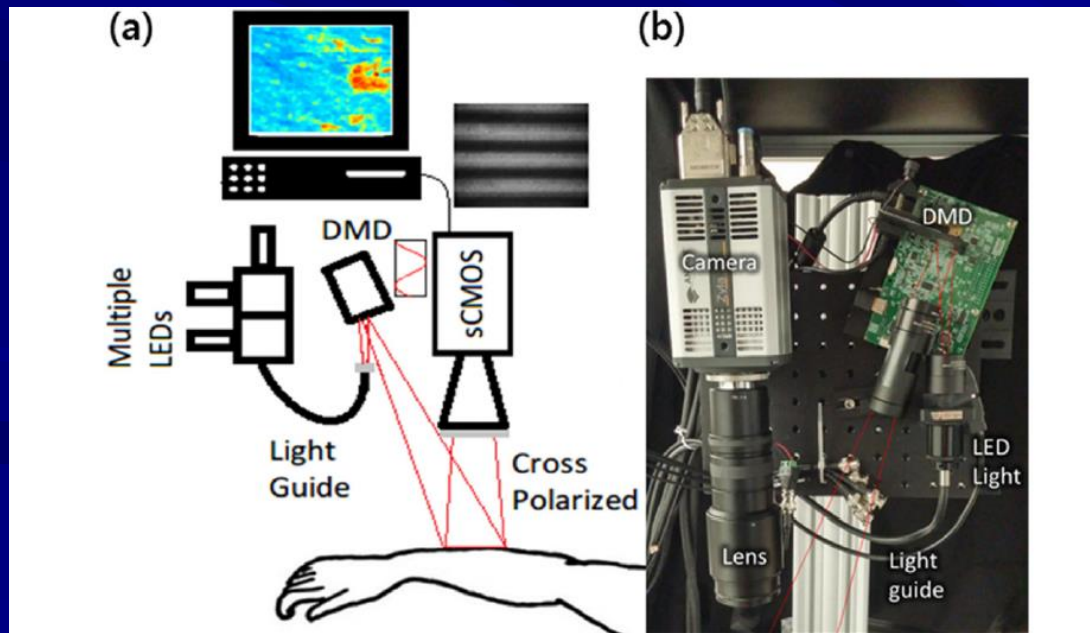 (a)
(b)
DMD
Multiple
LEDs
sCMOS
Light
Guide
Cross
Polarized
DMD
Camera
LED
Light
Lens
Light
guide